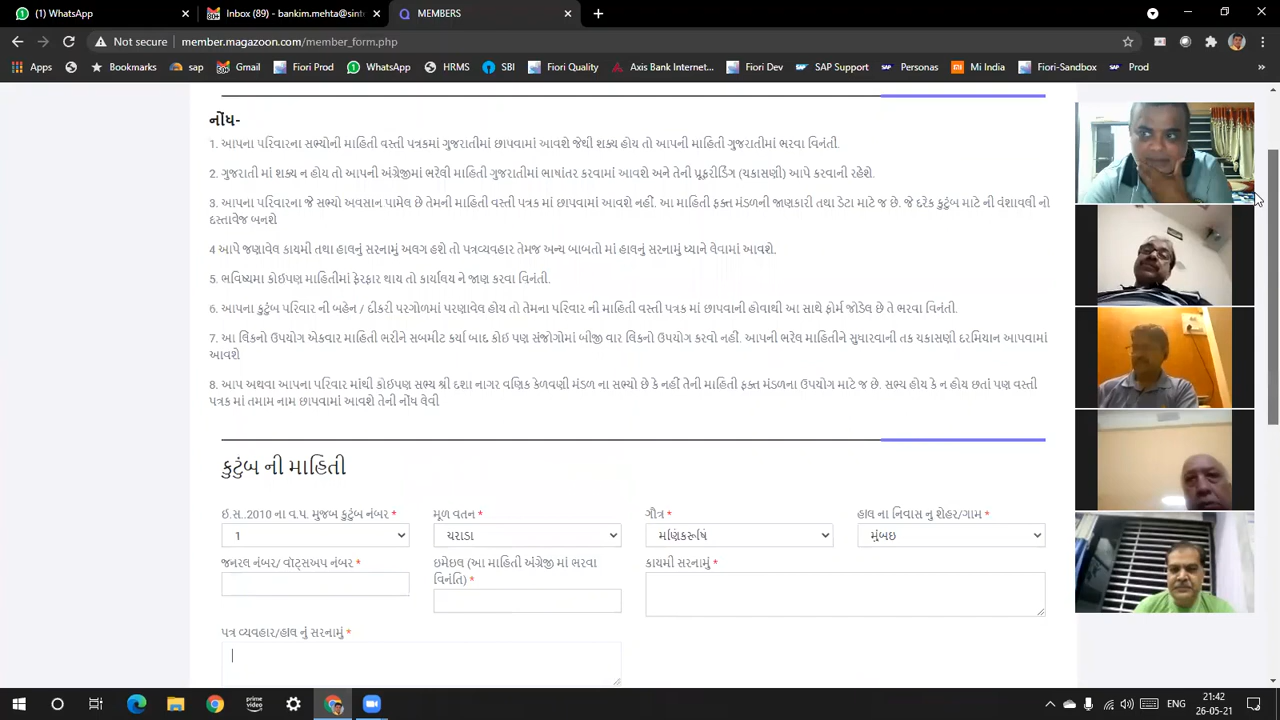 (1) WhatsApp
Inbox (89) - bankim.mehta@sint
MEMBERS
Not secure | member.magazoon.com/member_form.php
Apps
Bookmarks
sap
Gmail
Fiori Prod
WhatsApp
HRMS
SBI
Fiori Quality
Axis Bank Internet...
Fiori Dev
SAP Support
Personas
Mi India
Fiori-Sandbox
Prod
નોંધ-
1. આપના પરિવારના સભ્યોની માહિતી વસ્તી પત્રકમાં ગુજરાતીમાં છાપવામાં આવશે જેથી શક્ય હોય તો આપની માહિતી ગુજરાતીમાં ભરવા વિનંતી.
2. ગુજરાતી માં શક્ય ન હોય તો આપની અંગ્રેજીમાં ભરેલી માહિતી ગુજરાતીમાં ભાષાંતર કરવામાં આવશે અને તેની પ્રૂફરીડિંગ (ચકાસણી) આપે કરવાની રહેશે.
3. આપના પરિવારના જે સભ્યો અવસાન પામેલ છે તેમની માહિતી વસ્તી પત્રક માં છાપવામાં આવશે નહીં. આ માહિતી ફક્ત મંડળની જાણકારી તથા ડેટા માટે જ છે. જે દરેક કુટુંબ માટે ની વંશાવલી નો
દસ્તાવેજ બનશે
4 આપે જણાવેલ કાયમી તથા હાલનું સરનામું અલગ હશે તો પત્રવ્યવહાર તેમજ અન્ય બાબતો માં હાલનું સરનામું ધ્યાને લેવામાં આવશે.
5. ભવિષ્યમા કોઈપણ માહિતીમાં ફેરફાર થાય તો કાર્યાલય ને જાણ કરવા વિનંતી.
6. આપના કુટુંબ પરિવાર ની બહેન / દીકરી પરગોળમાં પરણાવેલ હોય તો તેમના પરિવાર ની માહિતી વસ્તી પત્રક માં છાપવાની હોવાથી આ સાથે ફોર્મ જોડેલ છે તે ભરવા વિનંતી.
7. આ લિંકનો ઉપયોગ એકવાર માહિતી ભરીને સબમીટ કર્યા બાદ કોઈ પણ સંજોગોમાં બીજી વાર લિંકનો ઉપયોગ કરવો નહીં. આપની ભરેલ માહિતીને સુધારવાની તક ચકાસણી દરમિયાન આપવામાં
આવશે
8. આપ અથવા આપના પરિવાર માંથી કોઈપણ સભ્ય શ્રી દશા નાગર વણિક કેળવણી મંડળ ના સભ્યો છે કે નહીં તેની માહિતી ફક્ત મંડળના ઉપયોગ માટે જ છે. સભ્ય હોય કે ન હોય છતાં પણ વસ્તી
પત્રક માં તમામ નામ છાપવામાં આવશે તેની નોંધ લેવી
કુટુંબ ની માહિતી
ઈ.સ..2010 ના વ.પ. મુજબ કુટુંબ નંબર *
મૂળ વતન *
ગૌત્ર *
હાલ ના નિવાસ નુ શહેર/ગામ *
1
ચરાડા
મણિકરૂષિ
મુંબઇ
જનરલ નંબર/ વૉટ્સઅપ નંબર *
ઇમેઇલ (આ માહિતી અંગ્રેજી માં ભરવા
વિનંતિ) *
કાયમી સરનામું *
પત્ર વ્યવહાર/હાલ નું સરનામું *
prime
video
ENG
21:42
26-05-21